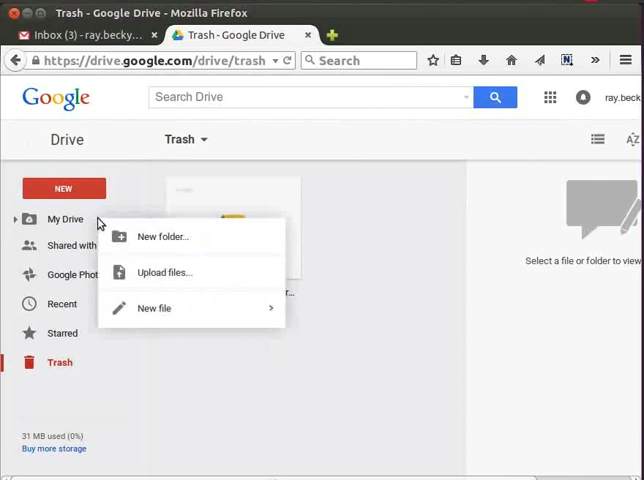 Trash - Google Drive - Mozilla Firefox
Inbox (3) - ray.becky... × Trash - Google Drive ×
https://drive.google.com/drive/trash Search
Google Search Drive ray.beck
Drive Trash AZ
NEW
My Drive
Shared with
Google Phot
Recent
Starred
Trash
New folder...
Upload files...
New file
r...
Select a file or folder to view
31 MB used (0%)
Buy more storage